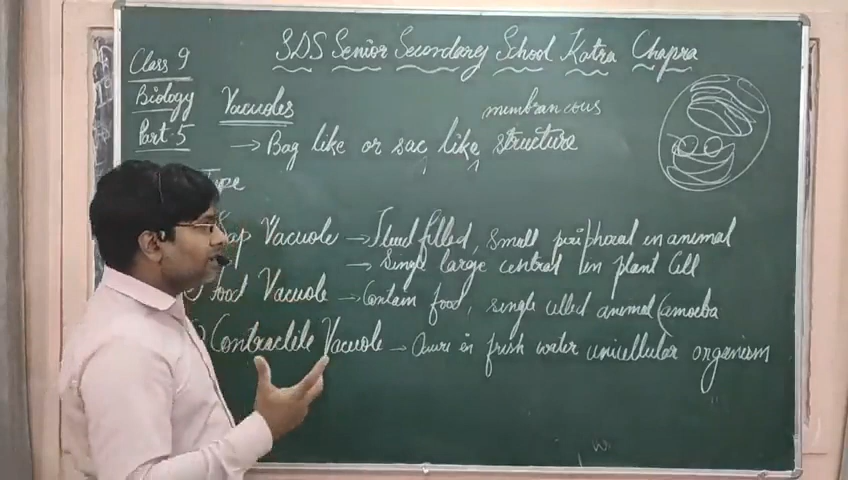 SDS Senior Secondary School Katra Chapra
Class 9
Biology
Part: 5
Vacuoles
membraneous
→ Bag like or sac like structure
Type
Sap Vacuole → Fluid filled, small peripheral in animal
→ Single large central in plant cell
Food Vacuole → Contain food, single celled animal (amoeba
Contractile Vacuole → Occure in fresh water unicellular organism